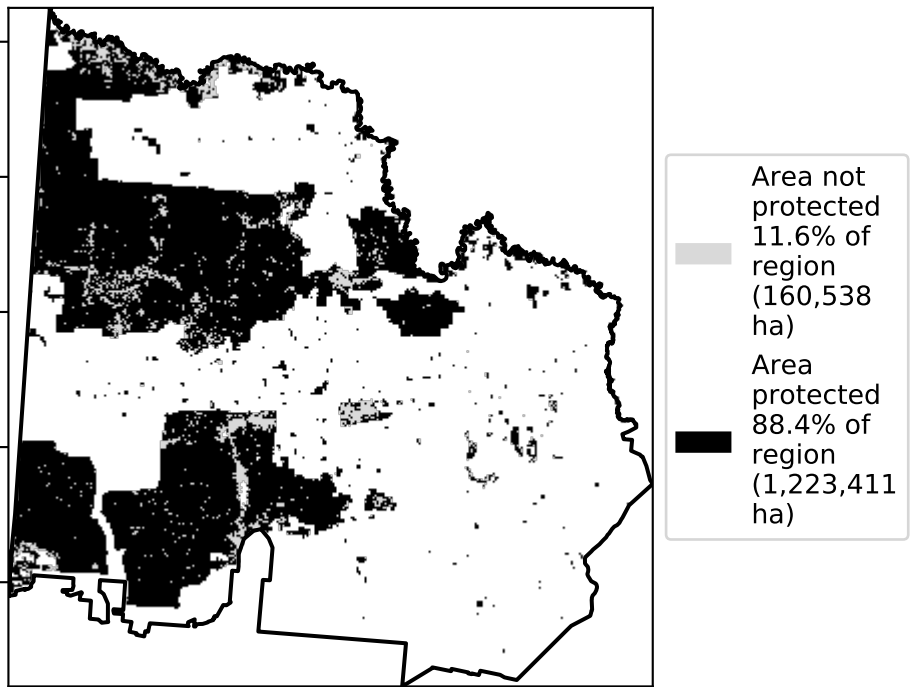 Area not
protected
11.6% of
region
(160,538
ha)
Area
protected
88.4% of
region
(1,223,411
ha)